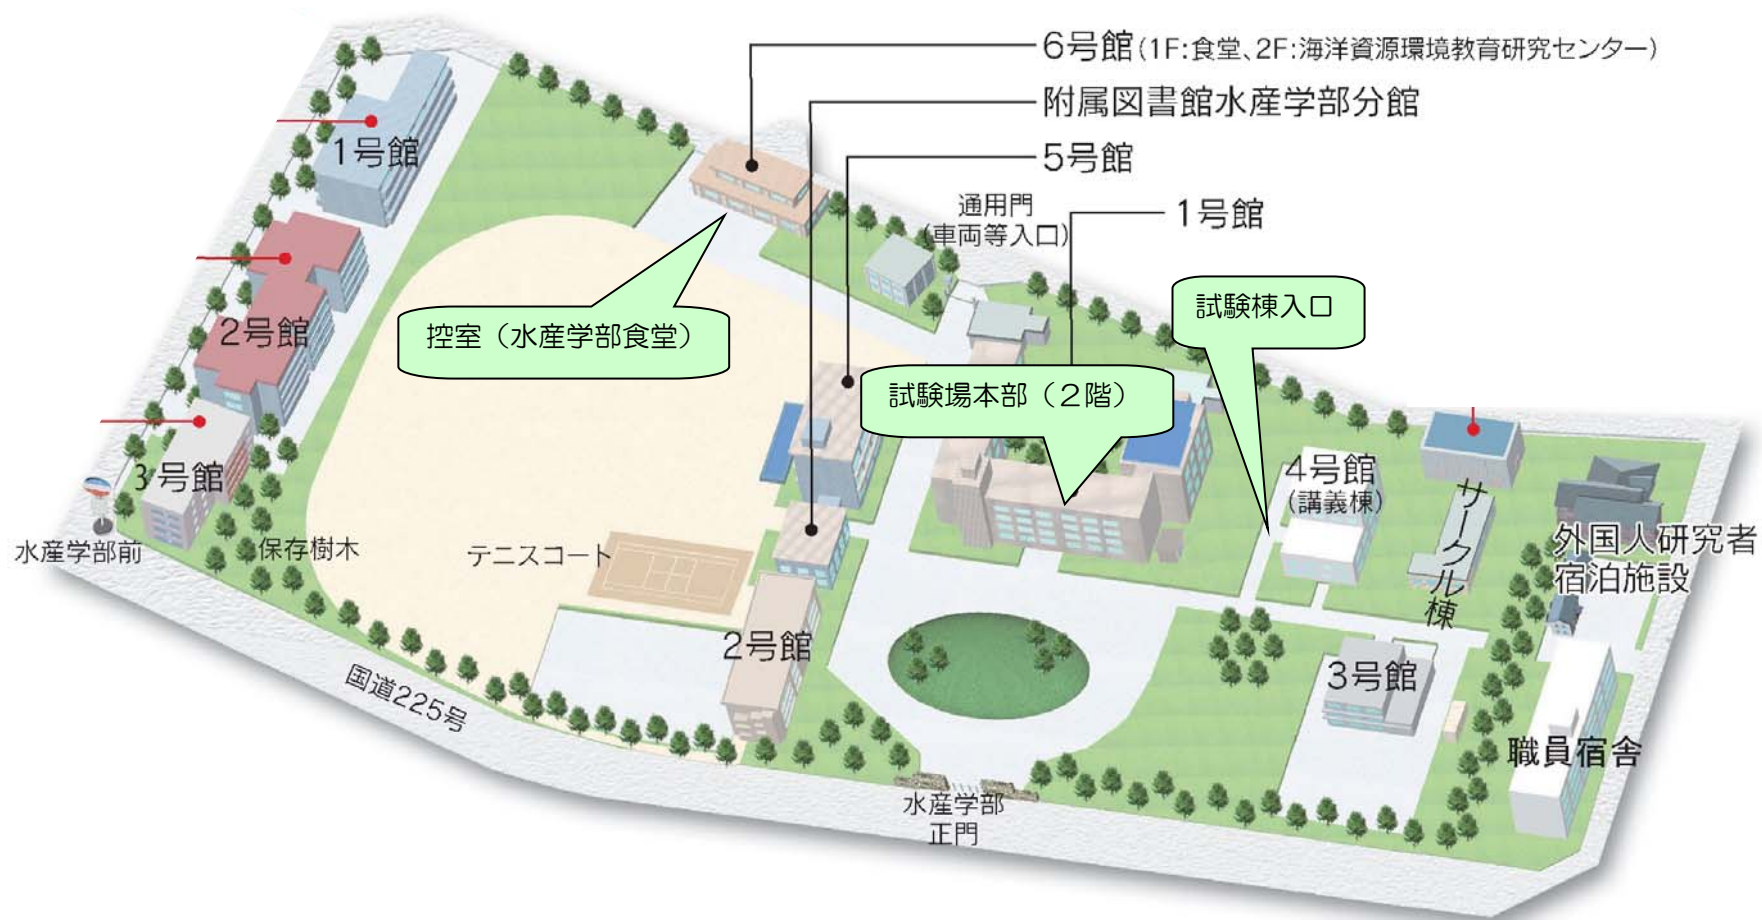 6号館(1F:食堂、2F:海洋資源環境教育研究センター)
附属図書館水産学部分館
5号館
1号館
通用門
(車両等入口)
1号館
試験棟入口
控室（水産学部食堂）
2号館
試験場本部（２階）
3号館
4号館
(講義棟)
サークル棟
外国人研究者
宿泊施設
水産学部前
保存樹木
テニスコート
2号館
3号館
国道225号
職員宿舎
水産学部
正門